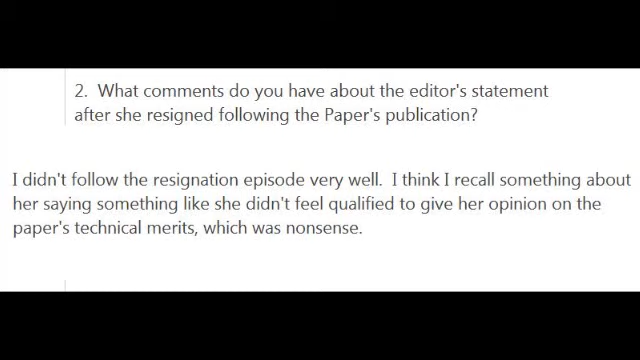 2. What comments do you have about the editor's statement
after she resigned following the Paper's publication?
I didn't follow the resignation episode very well. I think I recall something about
her saying something like she didn't feel qualified to give her opinion on the
paper's technical merits, which was nonsense.